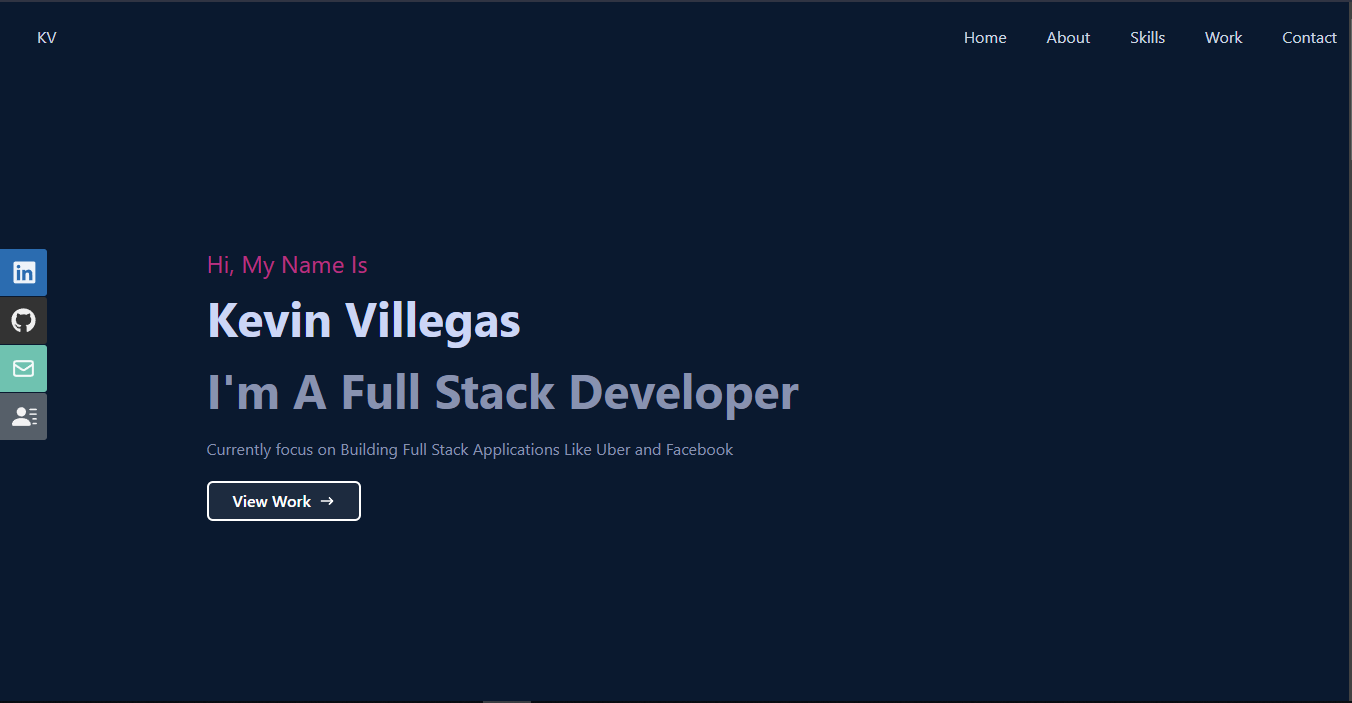 KV
Home About Skills Work Contact
Hi, My Name Is
Kevin Villegas
I'm A Full Stack Developer
Currently focus on Building Full Stack Applications Like Uber and Facebook
View Work →
in